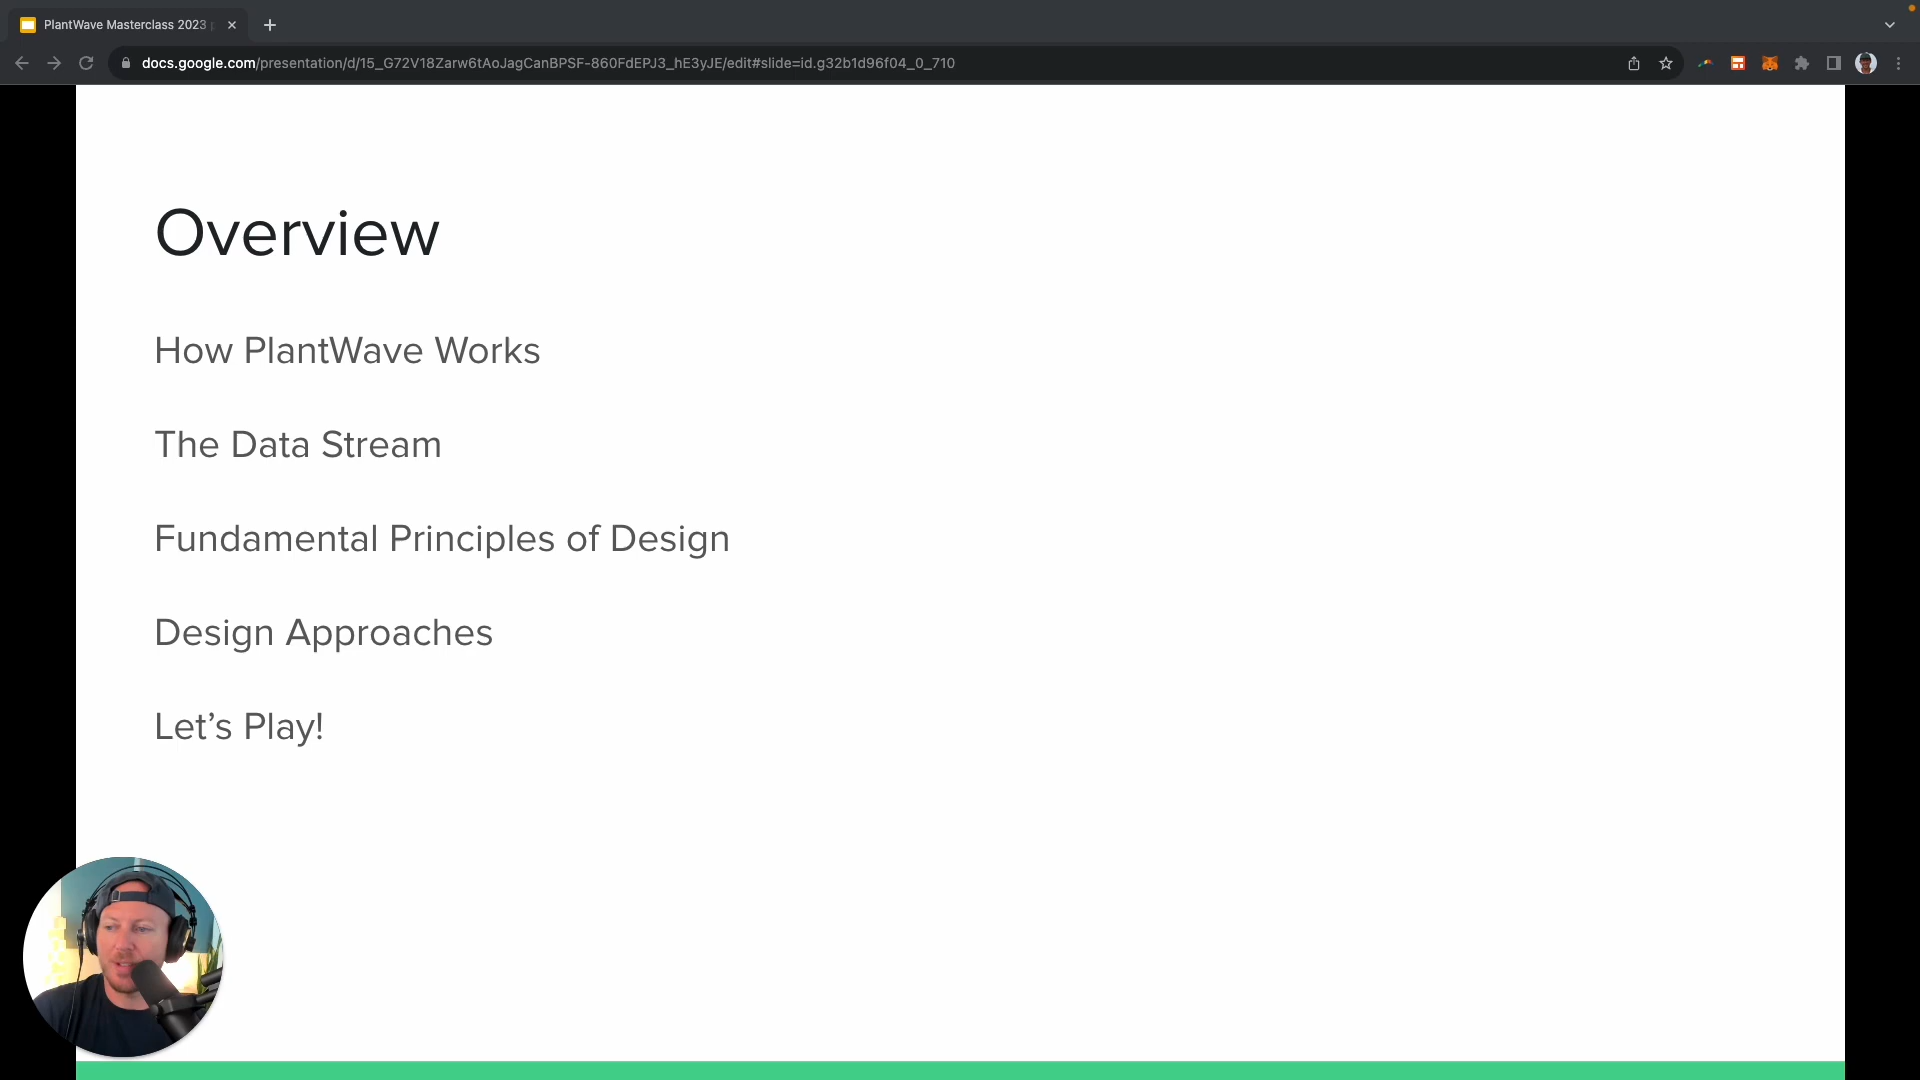 PlantWave Masterclass 2023
docs.google.com/presentation/d/15_G72V18Zarw6tAoJagCanBPSF-860FdEPJ3_hE3yJE/edit#slide=id.g32b1d96f04_0_710
Overview
How PlantWave Works
The Data Stream
Fundamental Principles of Design
Design Approaches
Let’s Play!